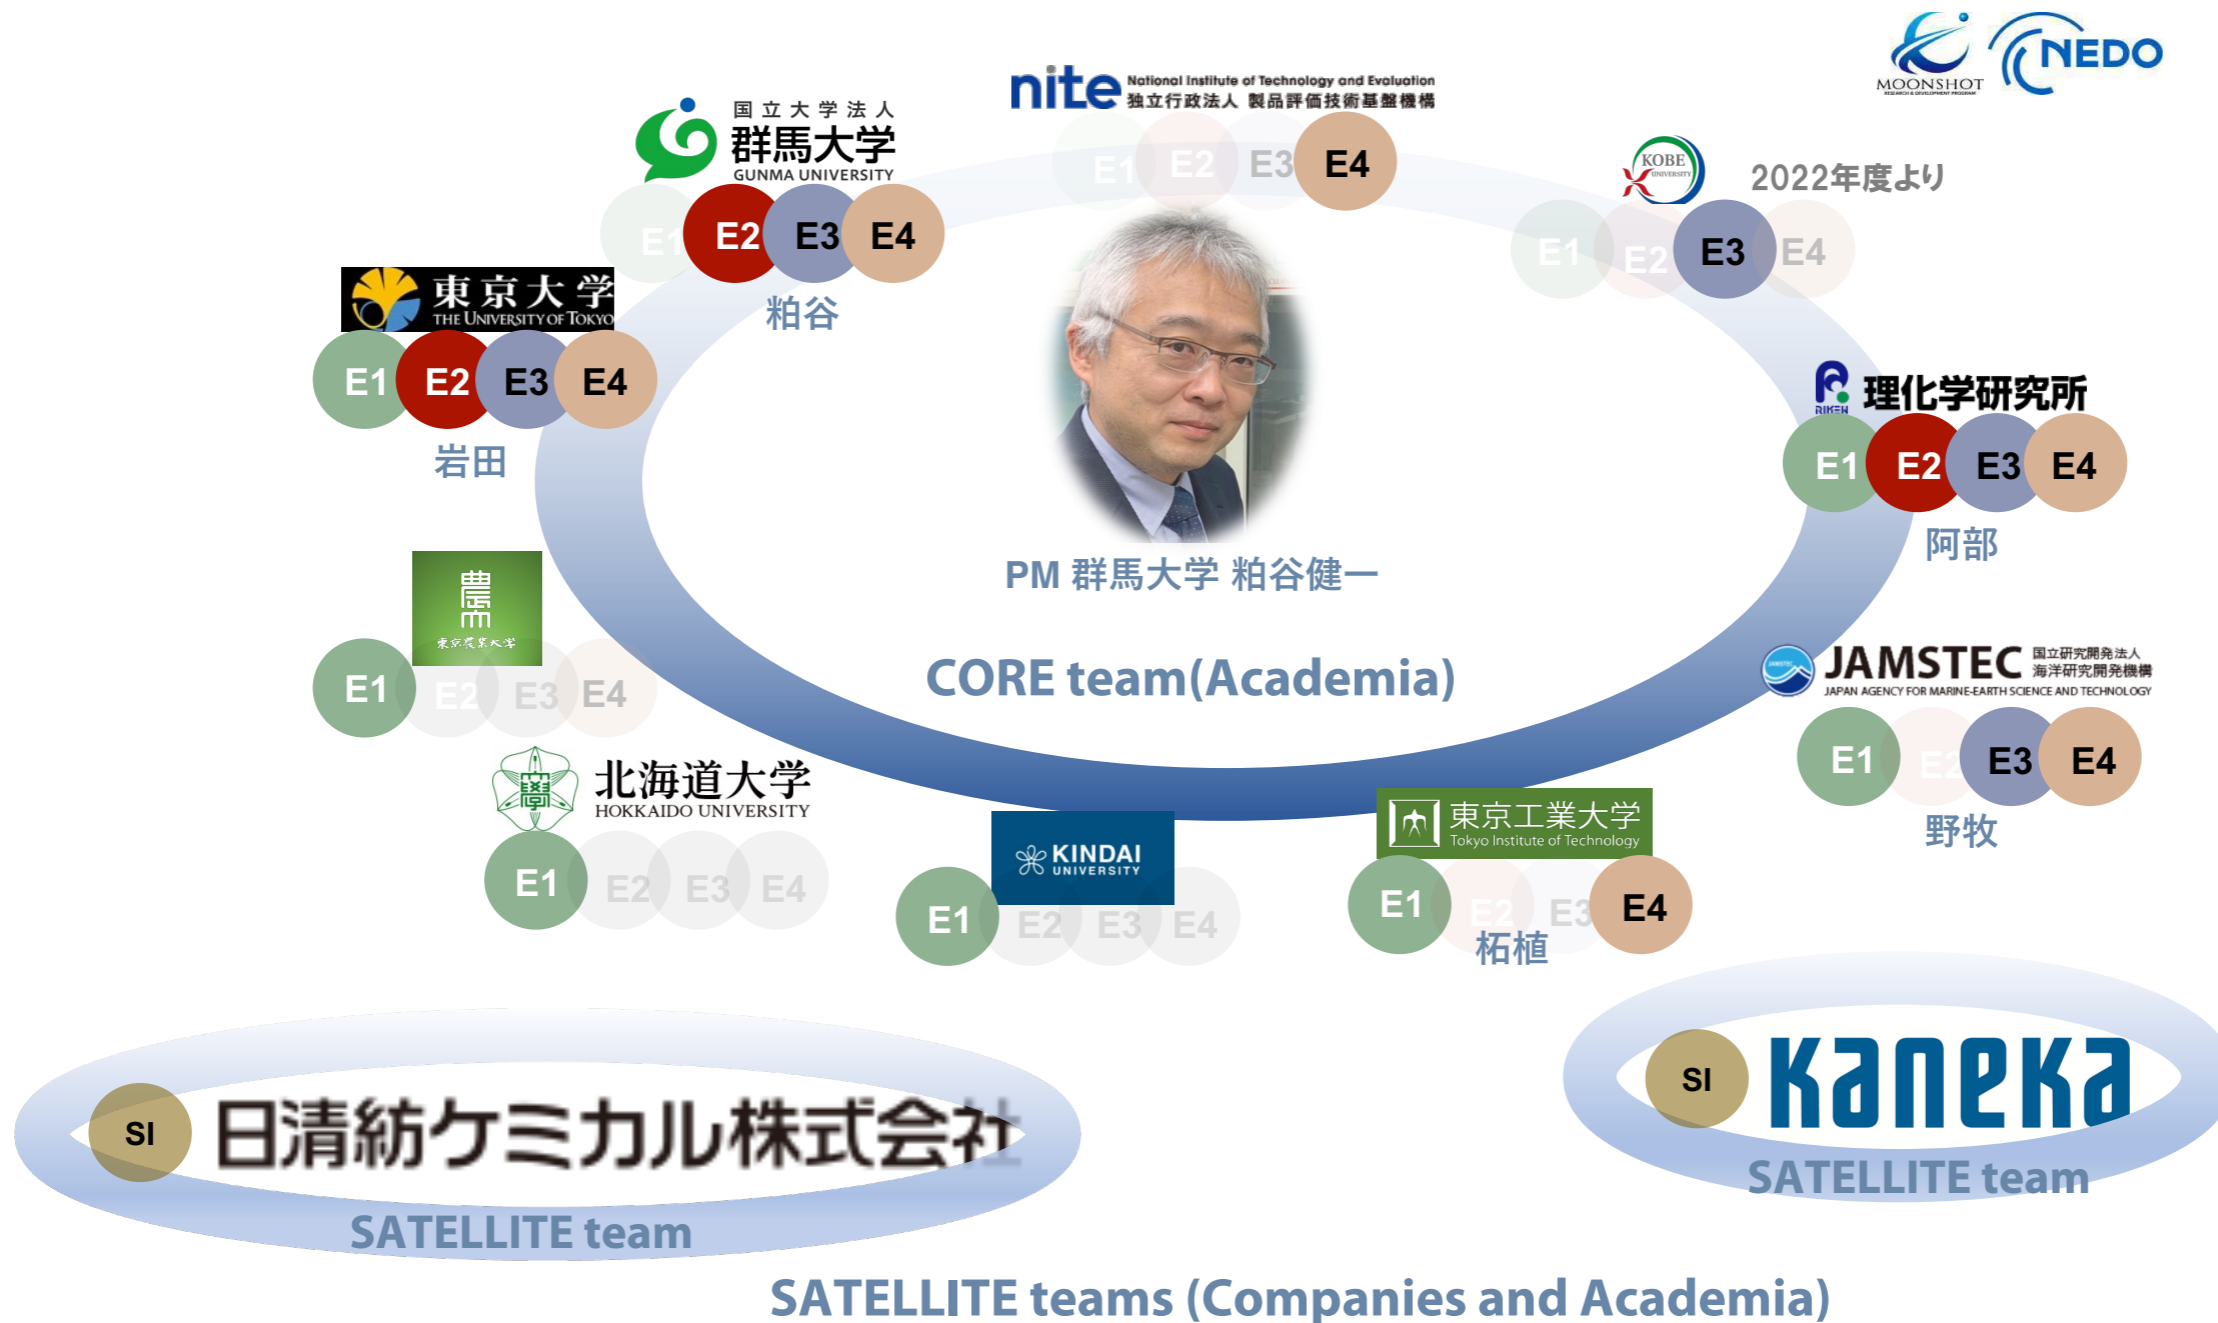 MOONSHOT
RESEARCH & DEVELOPMENT PROGRAM
NEDO
nite National Institute of Technology and Evaluation
独立行政法人 製品評価技術基盤機構
E1 E2 E3 E4
国立大学法人
群馬大学
GUNMA UNIVERSITY
E1 E2 E3 E4
粕谷
KOBE
UNIVERSITY
2022年度より
E1 E2 E3 E4
東京大学
THE UNIVERSITY OF TOKYO
E1 E2 E3 E4
岩田
RIKEN
理化学研究所
E1 E2 E3 E4
阿部
PM 群馬大学 粕谷健一
CORE team(Academia)
農大
東京農業大学
E1 E2 E3 E4
JAMSTEC
JAMSTEC 国立研究開発法人
海洋研究開発機構
JAPAN AGENCY FOR MARINE-EARTH SCIENCE AND TECHNOLOGY
E1 E2 E3 E4
野牧
北海道大学
HOKKAIDO UNIVERSITY
E1 E2 E3 E4
KINDAI
UNIVERSITY
E1 E2 E3 E4
東京工業大学
Tokyo Institute of Technology
E1 E2 E3 E4
柘植
SI 日清紡ケミカル株式会社
SATELLITE team
SI kaneka
SATELLITE team
SATELLITE teams (Companies and Academia)